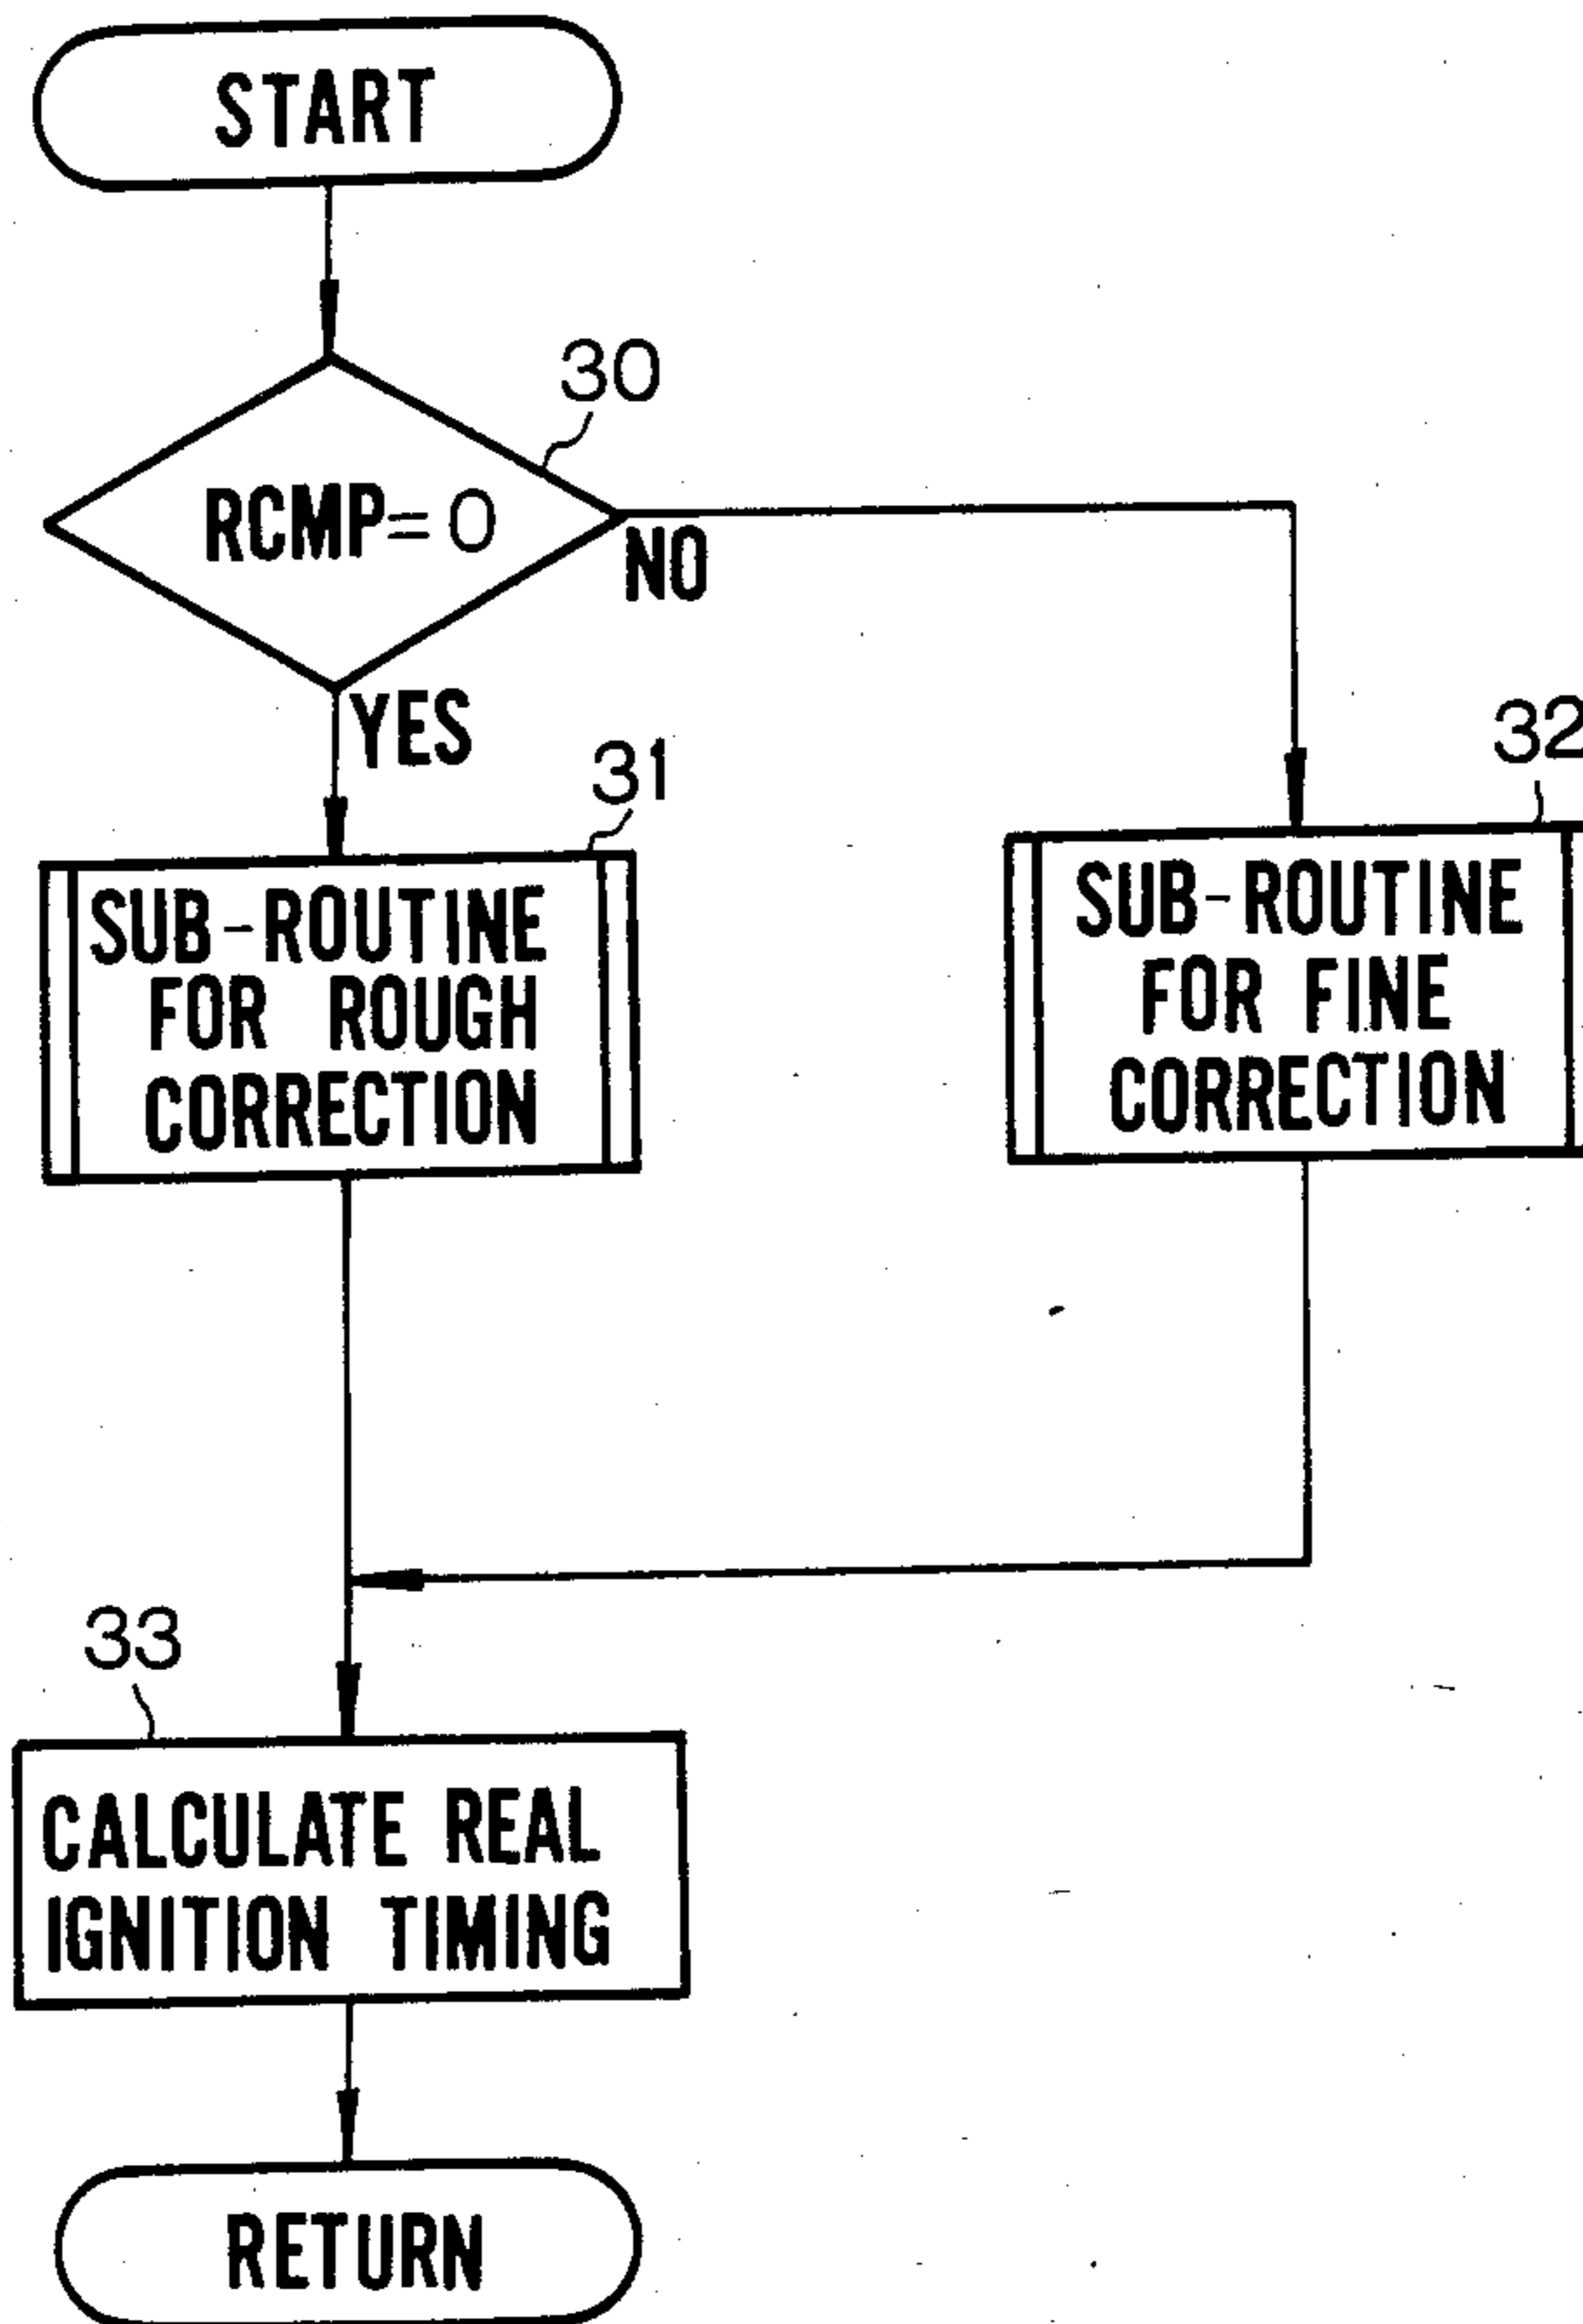 START
30
RCMP=0
NO
YES
31
32
SUB-ROUTINE
FOR ROUGH
CORRECTION
SUB-ROUTINE
FOR FINE
CORRECTION
33
CALCULATE REAL
IGNITION TIMING
RETURN